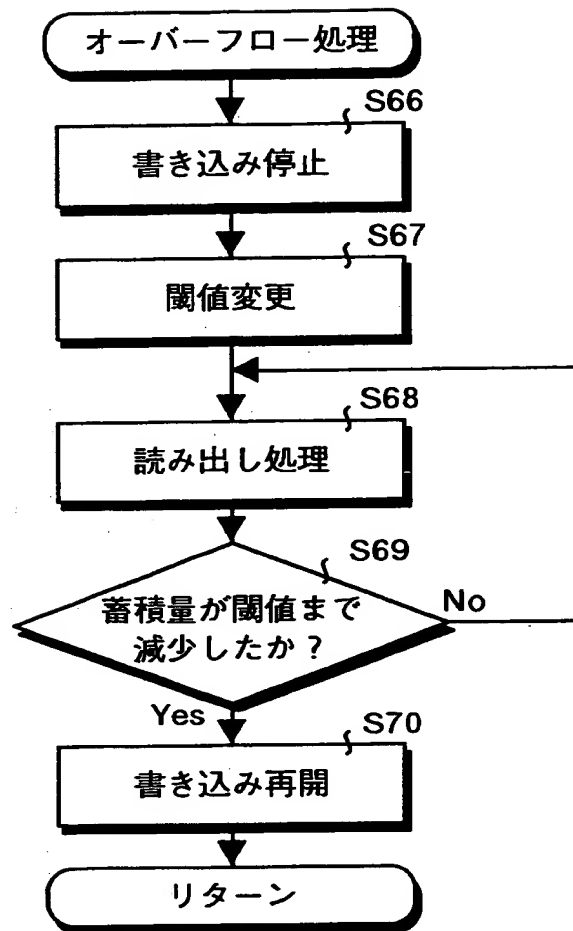 オーバーフロー処理
S66
書き込み停止
S67
閾値変更
S68
読み出し処理
S69
蓄積量が閾値まで
減少したか？
No
Yes
S70
書き込み再開
リターン